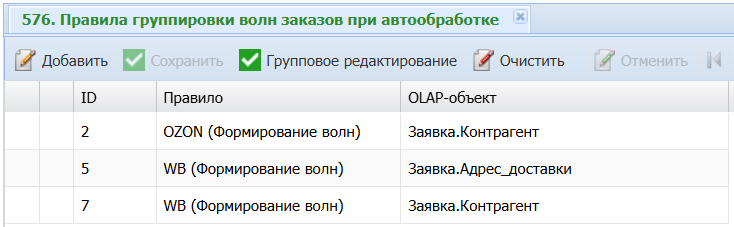 576. Правила группировки волн заказов при автообработке
Добавить Сохранить Групповое редактирование Очистить Отменить
ID Правило OLAP-объект
2 OZON (Формирование волн) Заявка.Контрагент
5 WB (Формирование волн) Заявка.Адрес_доставки
7 WB (Формирование волн) Заявка.Контрагент